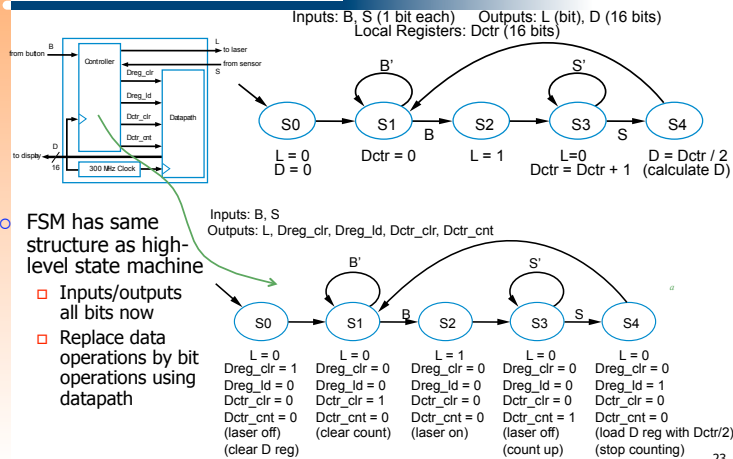 Inputs: B, S (1 bit each) Outputs: L (bit), D (16 bits)
Local Registers: Dctr (16 bits)
from button
B
Controller
L
to laser
from sensor
S
Dreg_clr
Dreg_ld
Dctr_clr
Datapath
Dctr_cnt
D
to display
16
300 MHz Clock
B'
S'
S0
S1
S2
S3
S4
B
S
L = 0
D = 0
Dctr = 0
L = 1
L=0
Dctr = Dctr + 1
D = Dctr / 2
(calculate D)
FSM has same
structure as high-
level state machine
Inputs/outputs
all bits now
Replace data
operations by bit
operations using
datapath
Inputs: B, S
Outputs: L, Dreg_clr, Dreg_ld, Dctr_clr, Dctr_cnt
B'
S'
a
S0
S1
B
S2
S3
S
S4
L = 0
Dreg_clr = 1
Dreg_ld = 0
Dctr_clr = 0
Dctr_cnt = 0
(laser off)
(clear D reg)
L = 0
Dreg_clr = 0
Dreg_ld = 0
Dctr_clr = 1
Dctr_cnt = 0
(clear count)
L = 1
Dreg_clr = 0
Dreg_ld = 0
Dctr_clr = 0
Dctr_cnt = 0
(laser on)
L = 0
Dreg_clr = 0
Dreg_ld = 0
Dctr_clr = 0
Dctr_cnt = 1
(laser off)
(count up)
L = 0
Dreg_clr = 0
Dreg_ld = 1
Dctr_clr = 0
Dctr_cnt = 0
(load D reg with Dctr/2)
(stop counting)
23